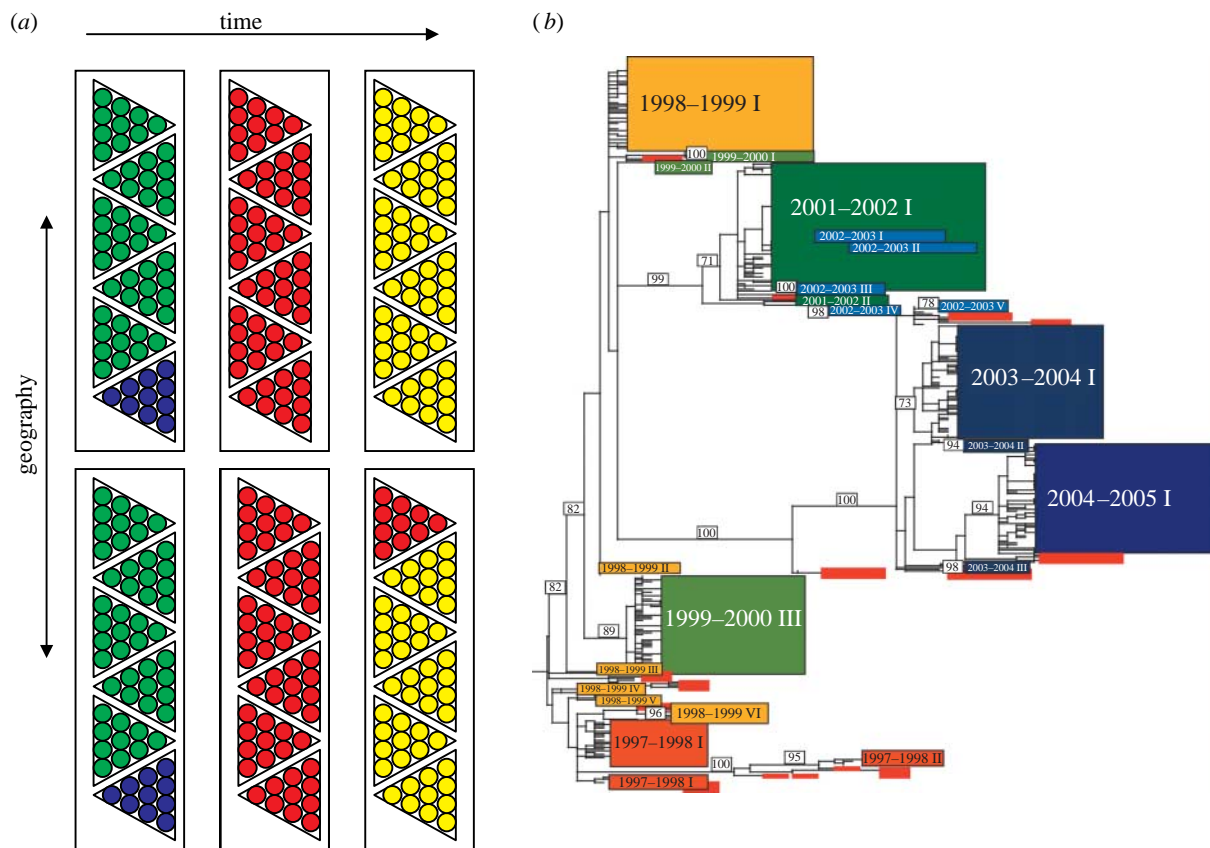 (a)
time
geography
(b)
1998–1999 I
100
1999–2000 I
1999–2000 II
2001–2002 I
2002–2003 I
2002–2003 II
71
99
100
2002–2003 III
2001–2002 II
98
2002–2003 IV
78
2002–2003 V
2003–2004 I
73
94
2003–2004 II
2004–2005 I
94
100
82
100
98
2003–2004 III
1998–1999 II
82
1999–2000 III
89
1998–1999 III
1998–1999 IV
1998–1999 V
96
1998–1999 VI
1997–1998 I
95
1997–1998 II
100
1997–1998 I